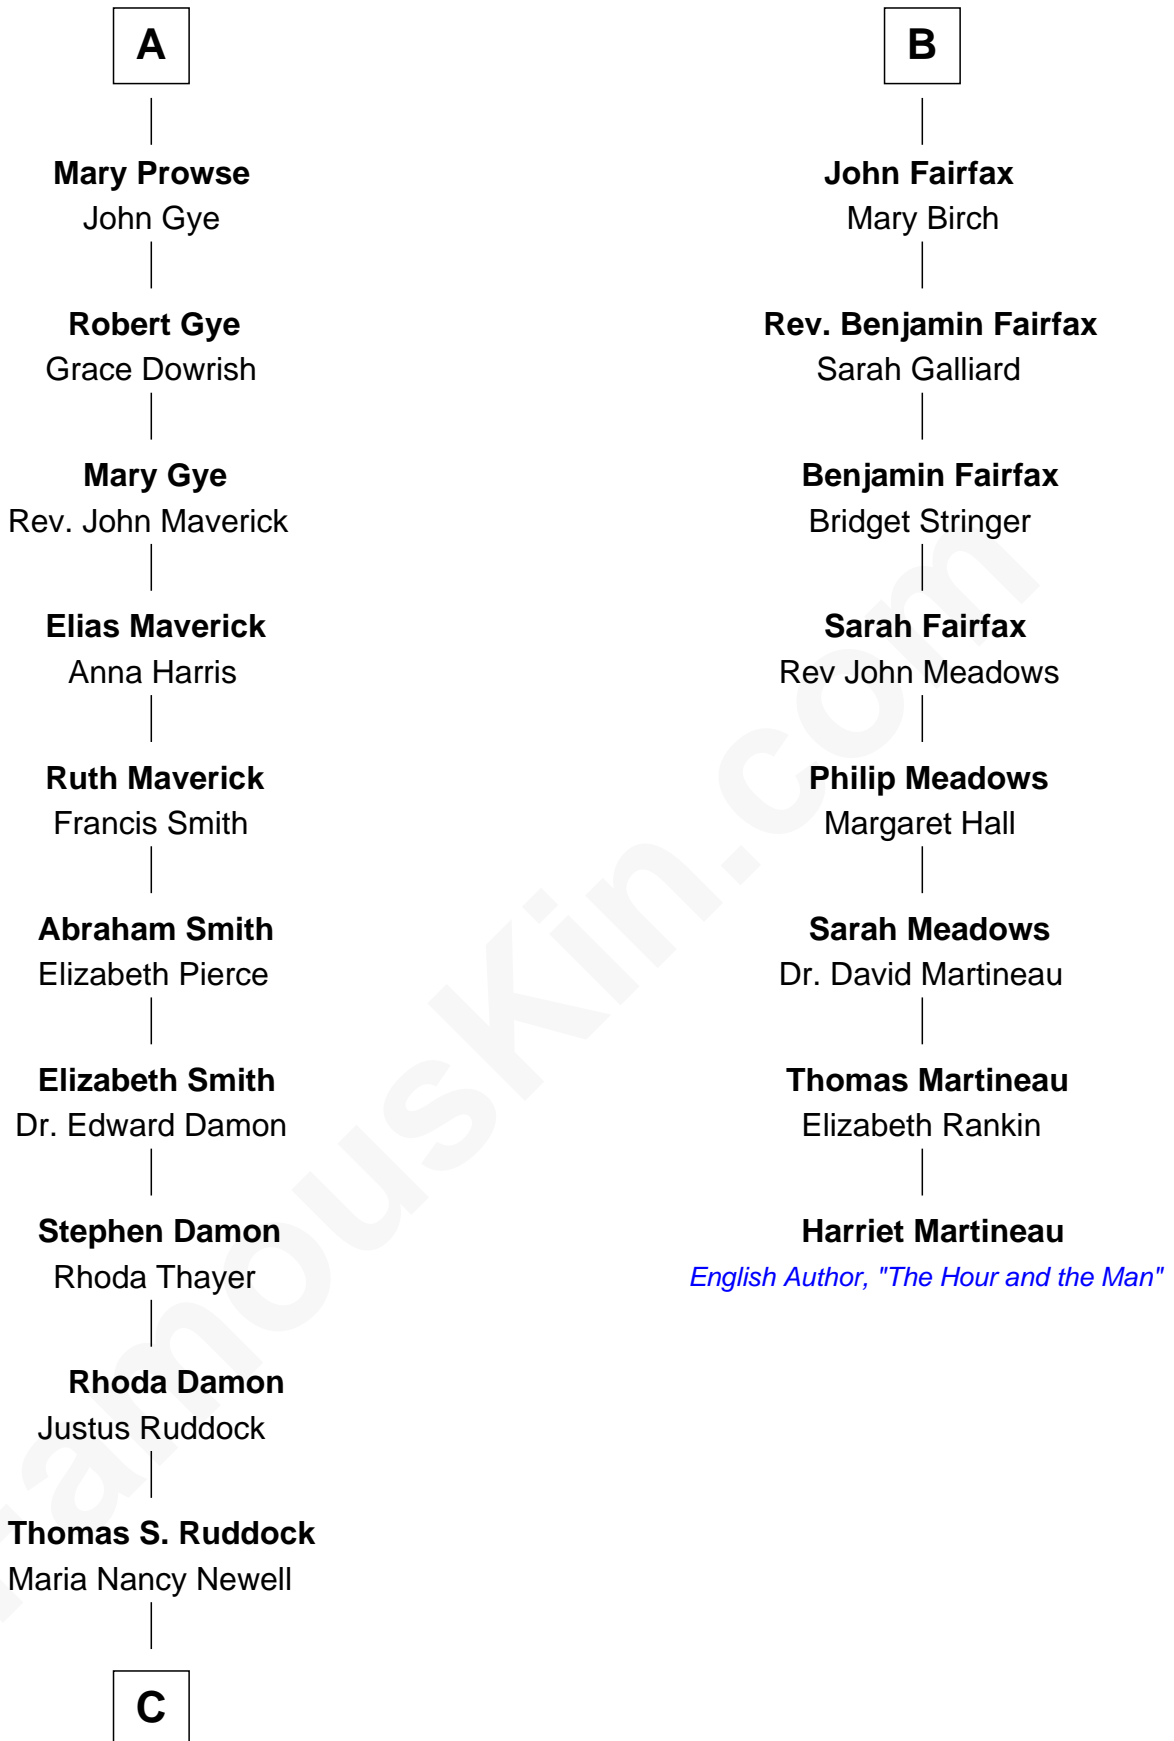 A
Mary Prowse
John Gye
Robert Gye
Grace Dowrish
Mary Gye
Rev. John Maverick
Elias Maverick
Anna Harris
Ruth Maverick
Francis Smith
Abraham Smith
Elizabeth Pierce
Elizabeth Smith
Dr. Edward Damon
Stephen Damon
Rhoda Thayer
Rhoda Damon
Justus Ruddock
Thomas S. Ruddock
Maria Nancy Newell
C
B
John Fairfax
Mary Birch
Rev. Benjamin Fairfax
Sarah Galliard
Benjamin Fairfax
Bridget Stringer
Sarah Fairfax
Rev John Meadows
Philip Meadows
Margaret Hall
Sarah Meadows
Dr. David Martineau
Thomas Martineau
Elizabeth Rankin
Harriet Martineau
English Author, "The Hour and the Man"
FamousKin.com